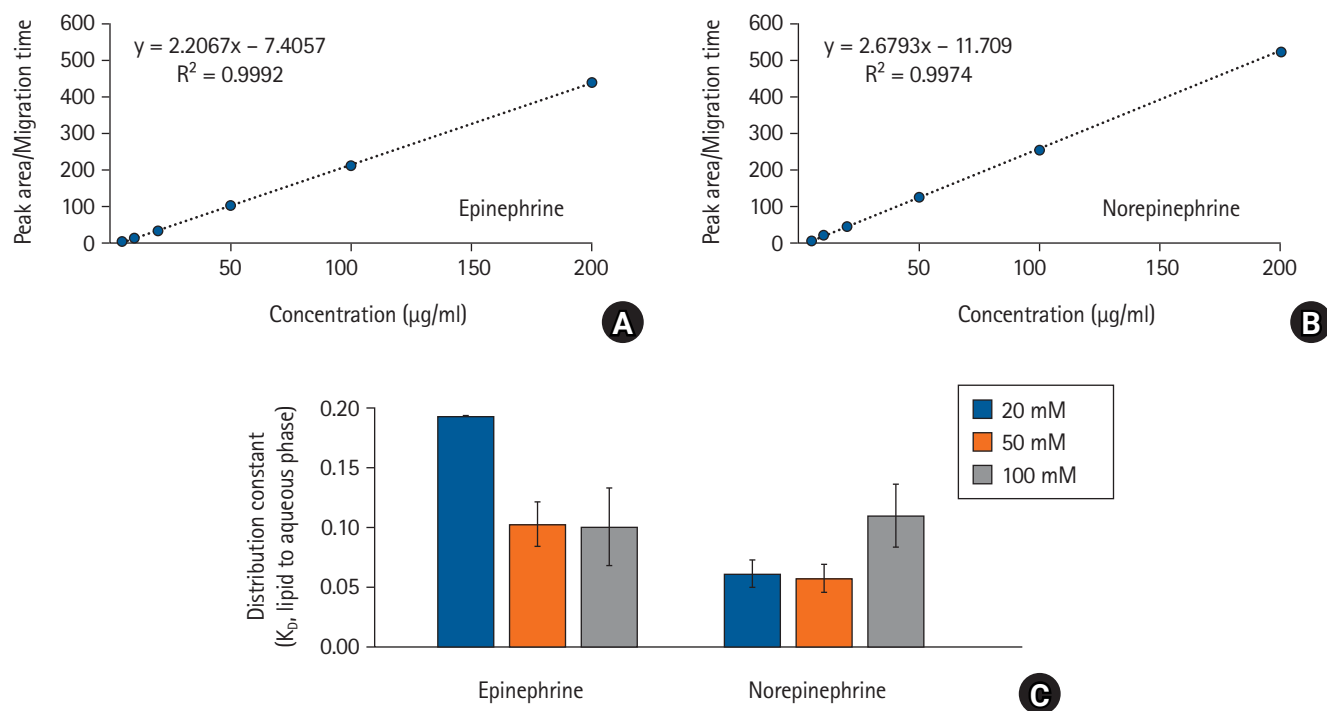 600
500
400
300
200
100
0
Peak area/Migration time
y = 2.2067x – 7.4057
R² = 0.9992
Epinephrine
50
100
150
200
Concentration (µg/ml)
A
600
500
400
300
200
100
0
Peak area/Migration time
y = 2.6793x – 11.709
R² = 0.9974
Norepinephrine
50
100
150
200
Concentration (µg/ml)
B
Distribution constant
(K_D, lipid to aqueous phase)
0.20
0.15
0.10
0.05
0.00
20 mM
50 mM
100 mM
Epinephrine
Norepinephrine
C